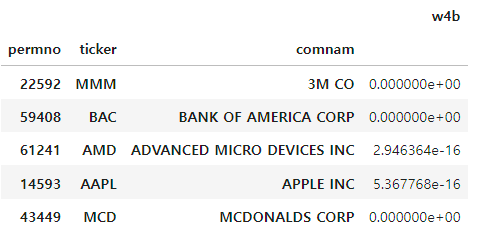 w4b
permno ticker comnam
22592 MMM 3M CO 0.000000e+00
59408 BAC BANK OF AMERICA CORP 0.000000e+00
61241 AMD ADVANCED MICRO DEVICES INC 2.946364e-16
14593 AAPL APPLE INC 5.367768e-16
43449 MCD MCDONALDS CORP 0.000000e+00